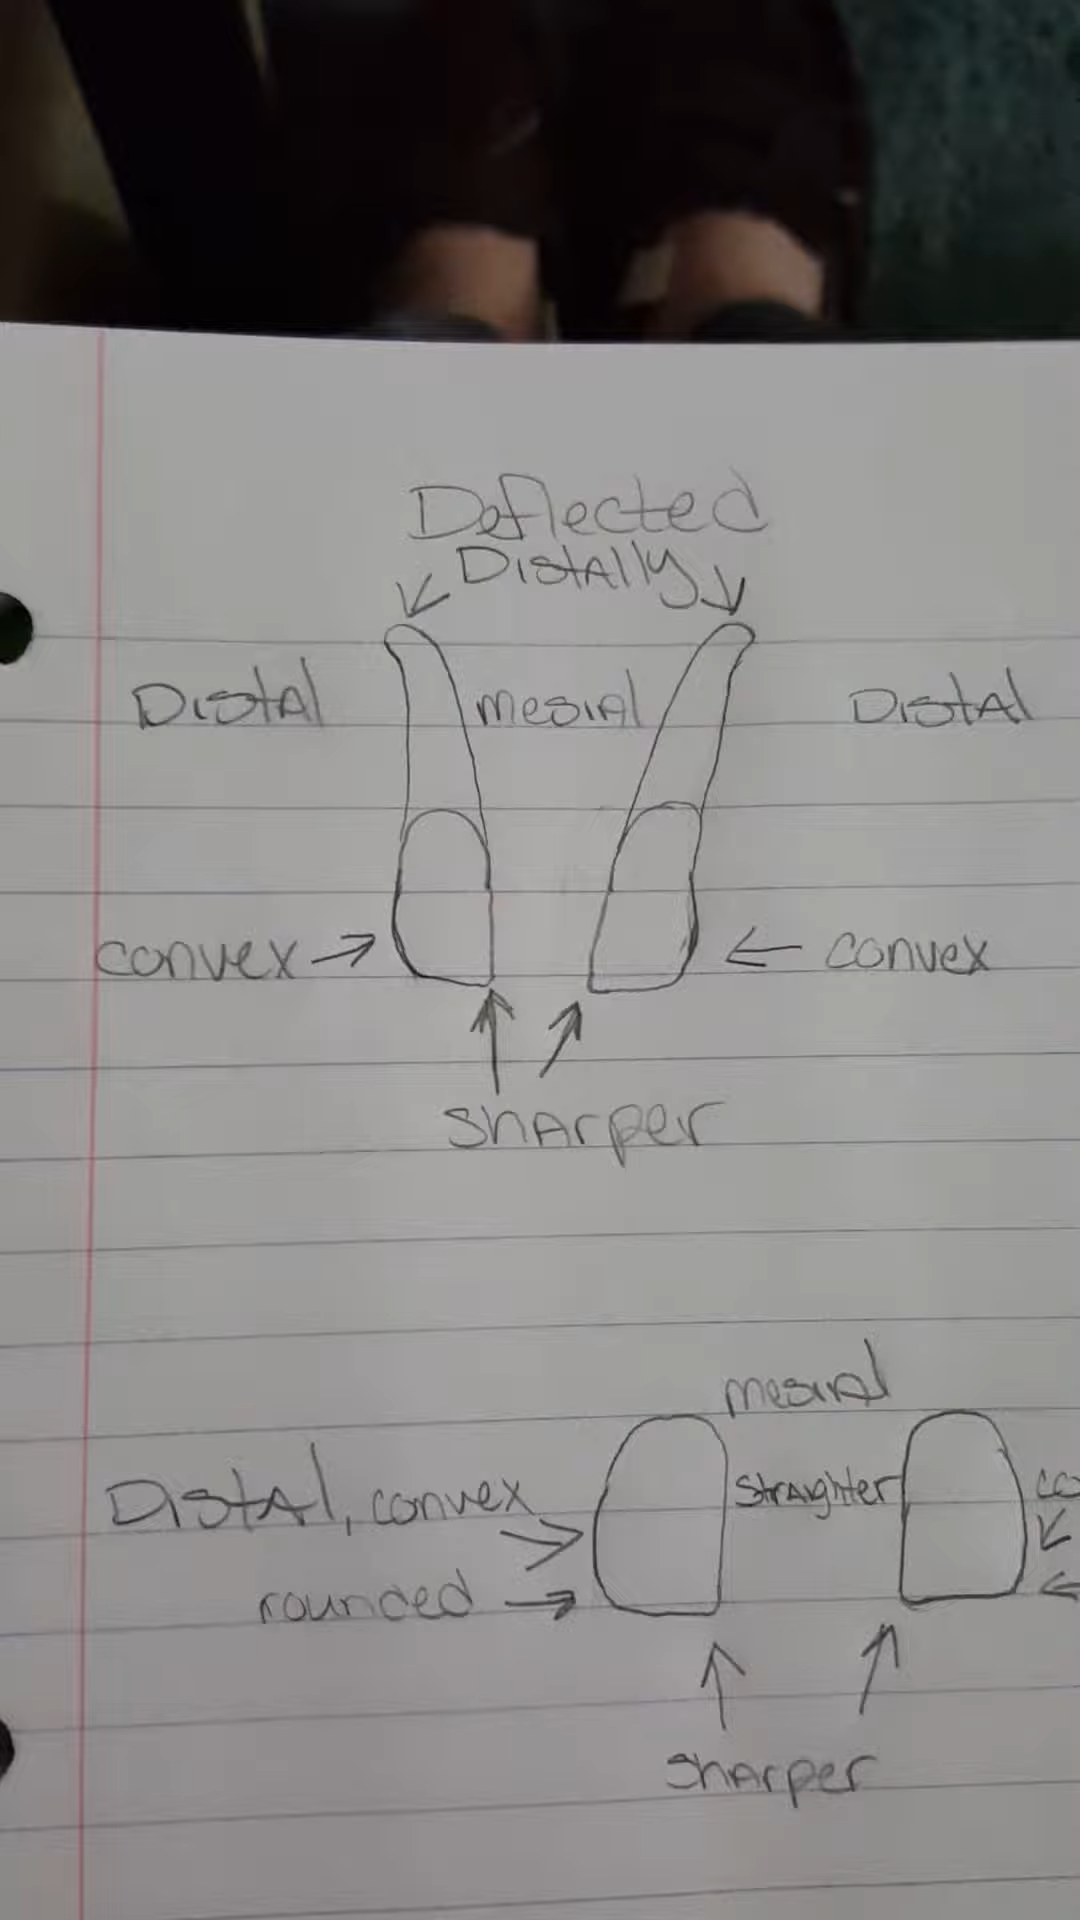 Deflected
Distally
Distal mesial Distal
convex convex
sharper
mesial
Distal, convex straighter
rounded
sharper